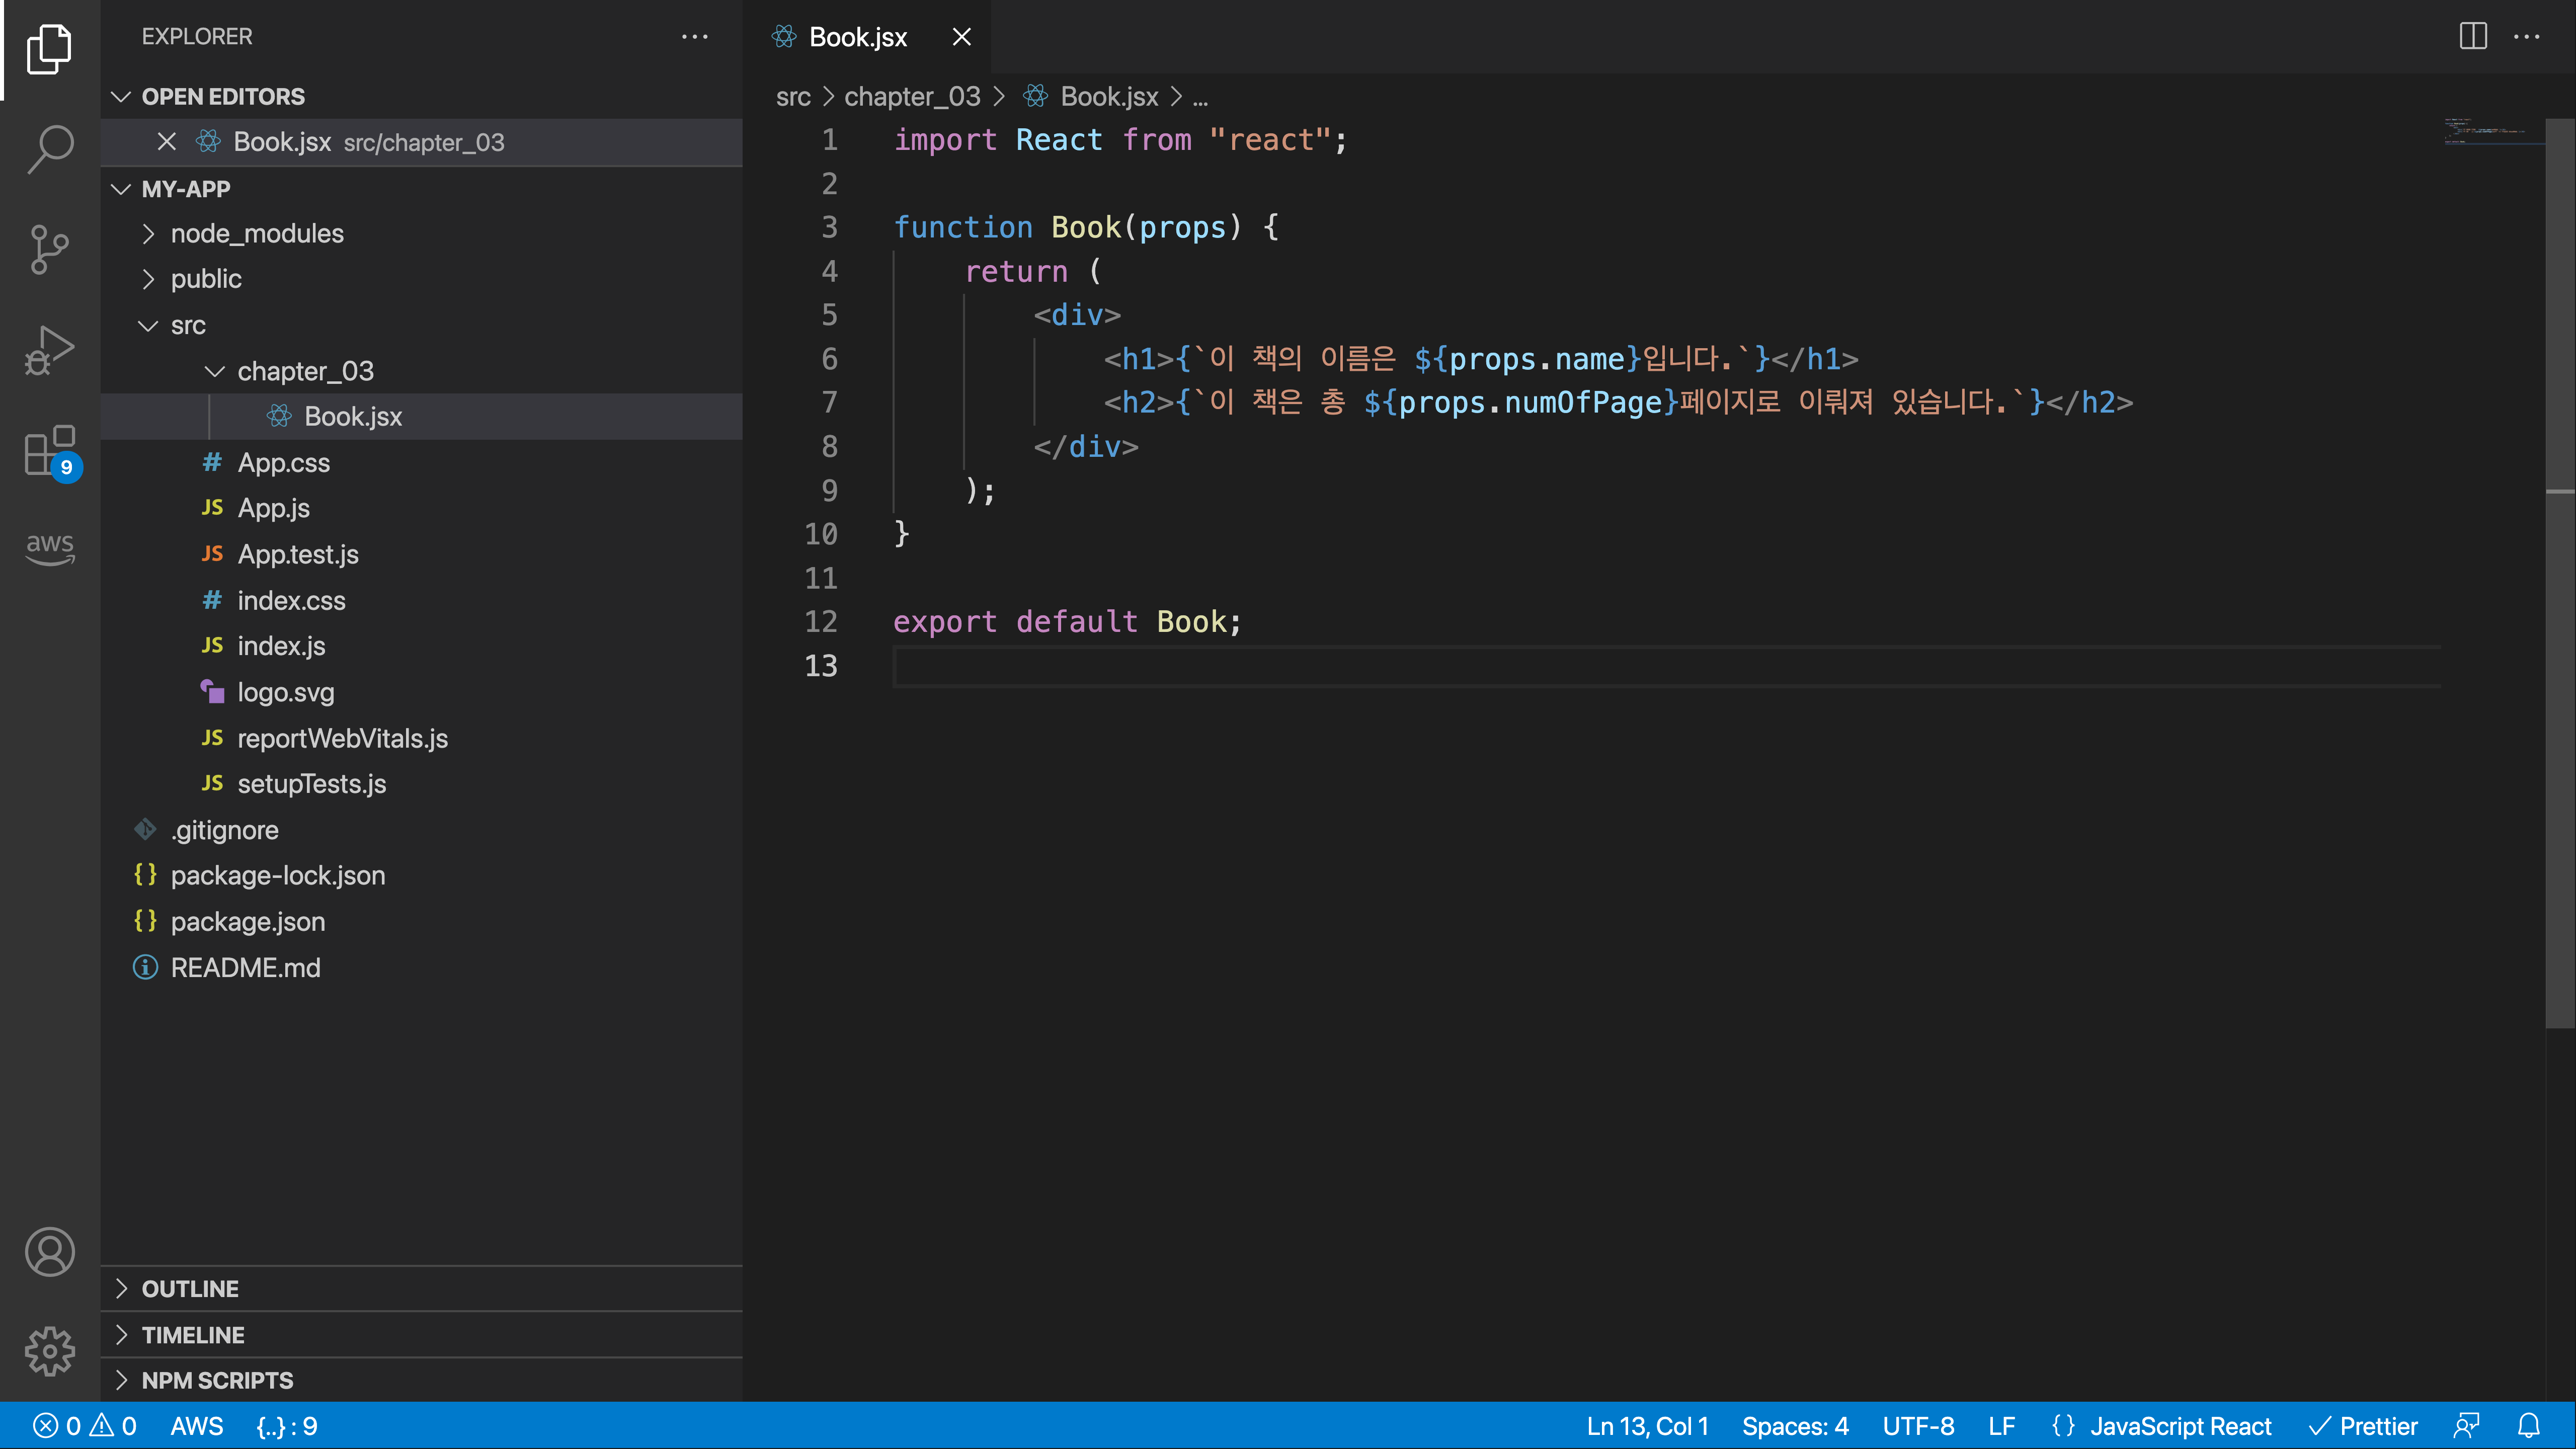 EXPLORER
OPEN EDITORS
Book.jsx src/chapter_03
MY-APP
node_modules
public
src
chapter_03
Book.jsx
# App.css
JS App.js
JS App.test.js
# index.css
JS index.js
logo.svg
JS reportWebVitals.js
JS setupTests.js
.gitignore
{} package-lock.json
{} package.json
README.md
OUTLINE
TIMELINE
NPM SCRIPTS
9
aws
Book.jsx
src > chapter_03 > Book.jsx > ...
1 import React from "react";
2
3 function Book(props) {
4 return (
5 <div>
6 <h1>{`이 책의 이름은 ${props.name}입니다.`}</h1>
7 <h2>{`이 책은 총 ${props.numOfPage}페이지로 이뤄져 있습니다.`}</h2>
8 </div>
9 );
10 }
11
12 export default Book;
13
0 0 AWS {..} : 9
Ln 13, Col 1 Spaces: 4 UTF-8 LF {} JavaScript React Prettier